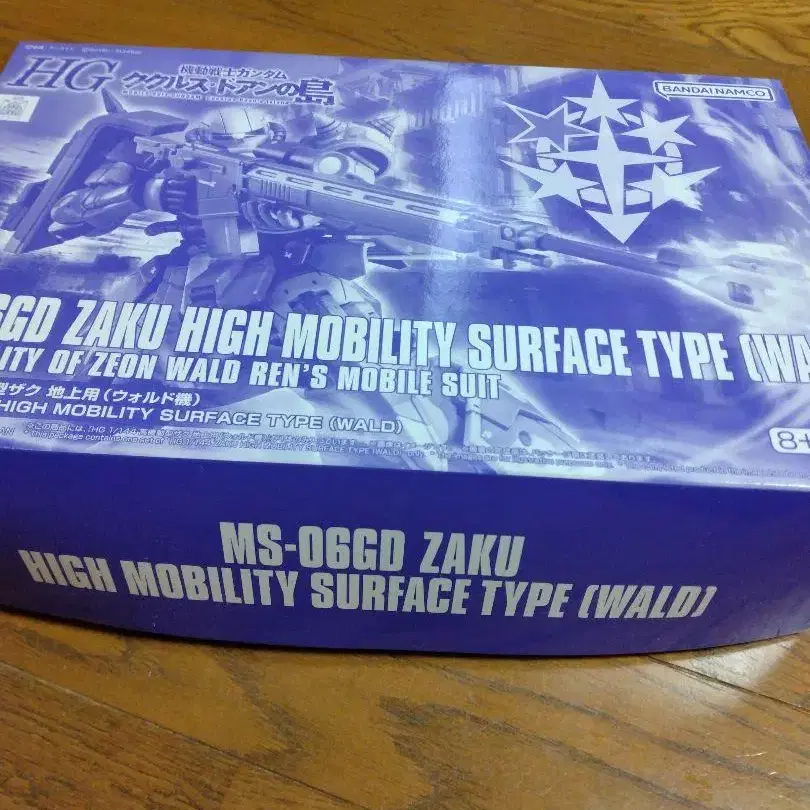 HG
機動戦士ガンダム
ククルス・ドアンの島
BANDAI NAMCO
6GD ZAKU HIGH MOBILITY SURFACE TYPE (WA
LITY OF ZEON WALD REN'S MOBILE SUIT
型ザク 地上用(ウォルド機)
HIGH MOBILITY SURFACE TYPE (WALD)
8+
MS-06GD ZAKU
HIGH MOBILITY SURFACE TYPE (WALD)